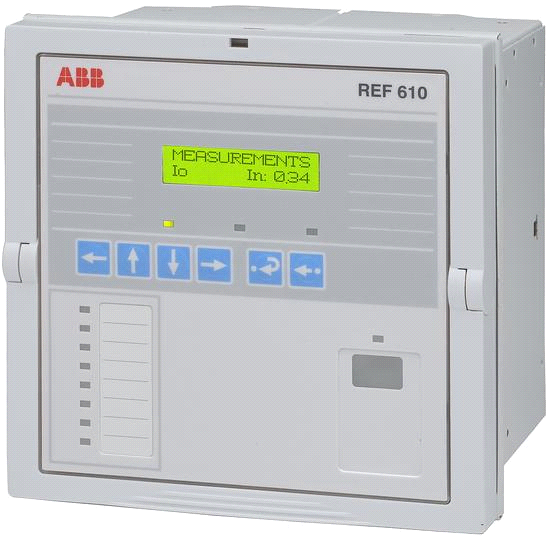 ABB
REF 610
MEASUREMENTS
Io In: 0,34